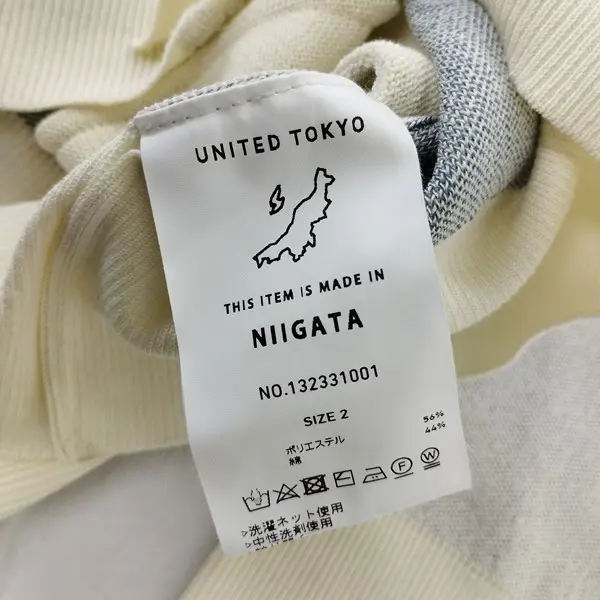 UNITED TOKYO
THIS ITEM IS MADE IN
NIIGATA
NO.132331001
SIZE 2
ポリエステル 56%
綿 44%
F W
▷洗濯ネット使用
▷中性洗剤使用